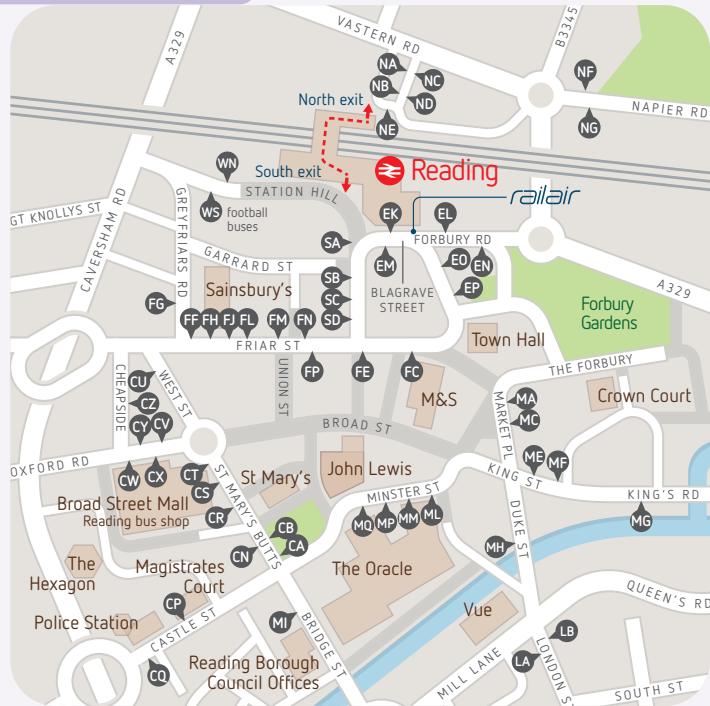 A329
VASTERN RD
B3345
NA
NC
NB
ND
NE
NF
NG
NAPIER RD
North exit
South exit
Reading
railair
WN
WS
football
buses
STATION HILL
GT KNOLLYS ST
CAVERSHAM RD
GREYFRIARS RD
GARRARD ST
Sainsbury's
SA
SB
SC
SD
EK
EL
EM
EO
EN
EP
FORBURY RD
BLAGRAVE
STREET
A329
Forbury
Gardens
Town Hall
THE FORBURY
FG
FF
FH
FJ
FL
FM
FN
FRIAR ST
FP
FE
FC
UNION ST
M&S
Crown Court
MARKET PL
MA
MC
CHEAPSIDE
WEST ST
CU
CZ
CY
CV
BROAD ST
OXFORD RD
CW
CX
CT
CS
CR
Broad Street Mall
Reading bus shop
ST MARY'S BUTTS
St Mary's
John Lewis
MINSTER ST
KING ST
ME
MF
KING'S RD
MG
MQ
MP
MM
ML
CB
CA
CN
The Oracle
DUKE ST
MH
The
Hexagon
Magistrates
Court
CP
Police Station
CASTLE ST
CQ
MI
BRIDGE ST
Reading Borough
Council Offices
Vue
MILL LANE
QUEEN'S RD
LB
LA
LONDON ST
SOUTH ST